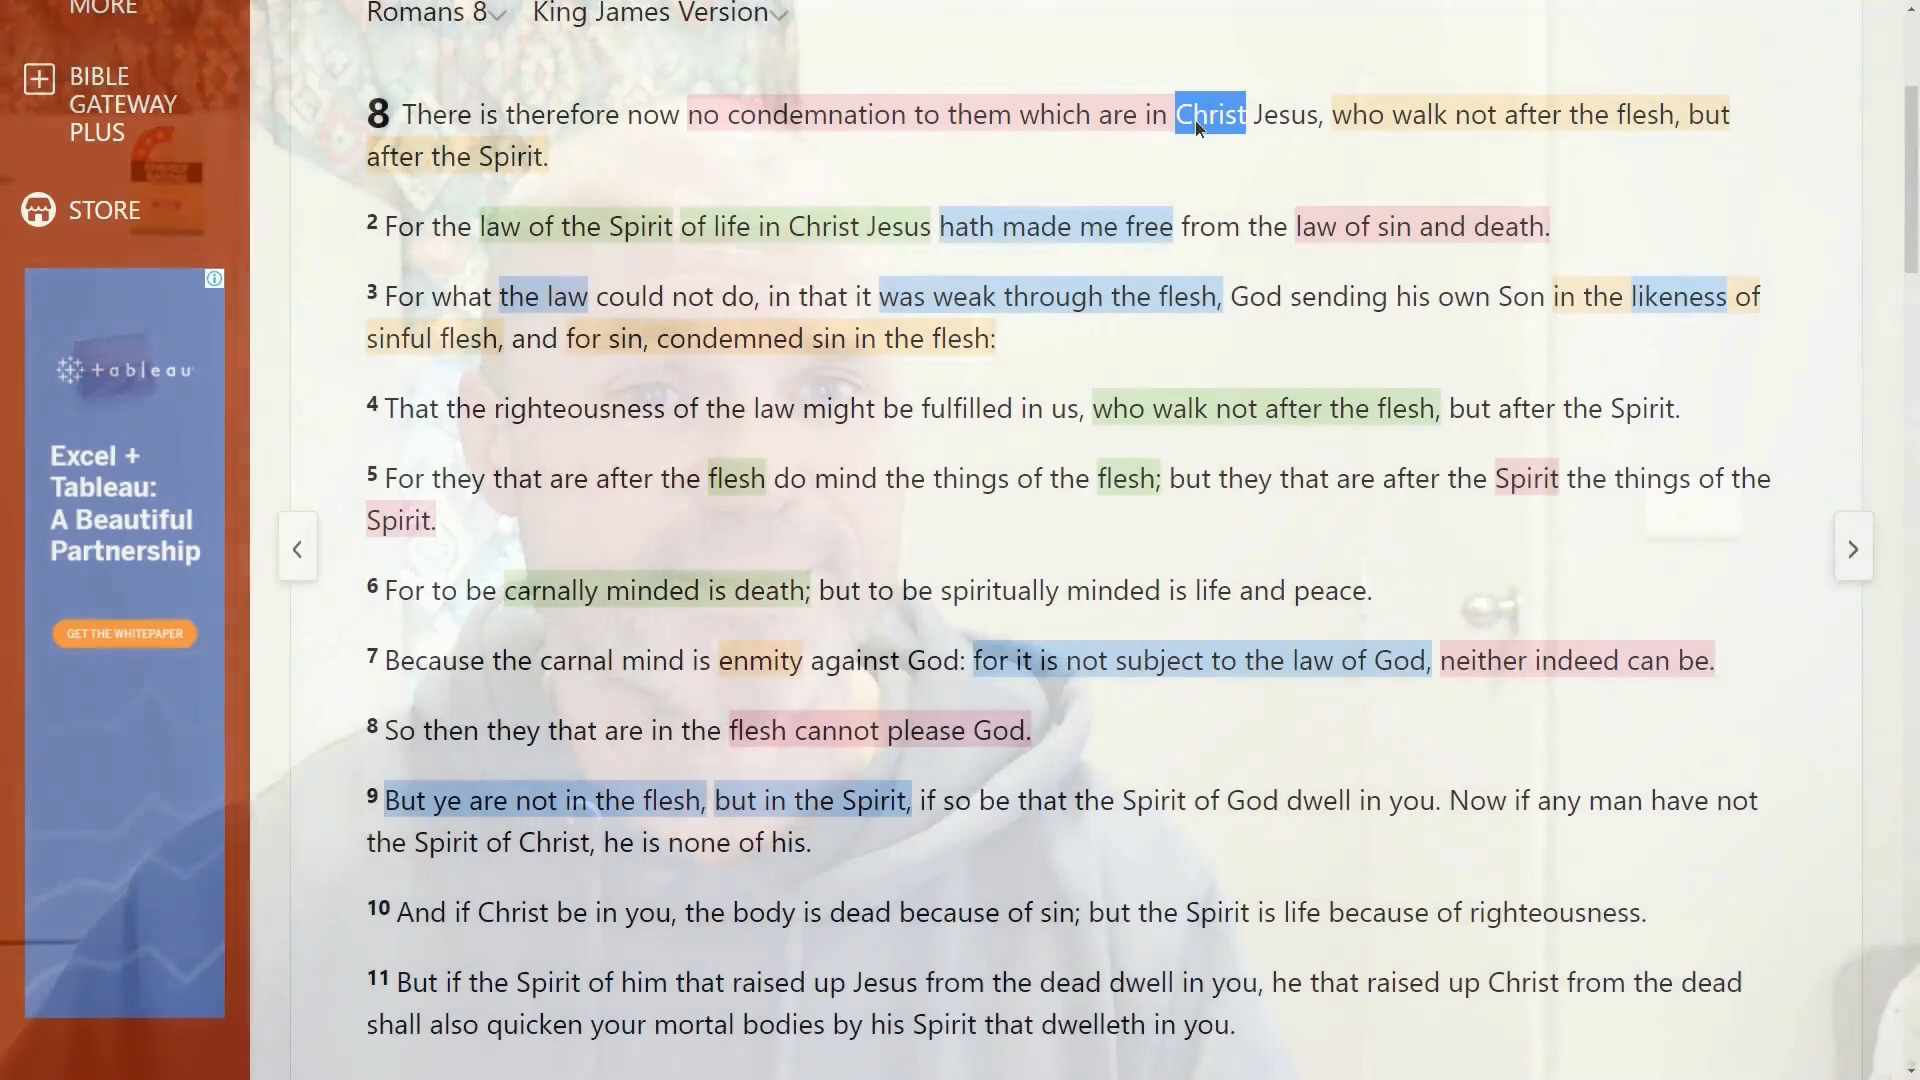 MORE
Romans 8 King James Version
BIBLE
GATEWAY
PLUS
STORE
tableau
Excel +
Tableau:
A Beautiful
Partnership
GET THE WHITEPAPER
8 There is therefore now no condemnation to them which are in Christ Jesus, who walk not after the flesh, but
after the Spirit.
2 For the law of the Spirit of life in Christ Jesus hath made me free from the law of sin and death.
3 For what the law could not do, in that it was weak through the flesh, God sending his own Son in the likeness of
sinful flesh, and for sin, condemned sin in the flesh:
4 That the righteousness of the law might be fulfilled in us, who walk not after the flesh, but after the Spirit.
5 For they that are after the flesh do mind the things of the flesh; but they that are after the Spirit the things of the
Spirit.
6 For to be carnally minded is death; but to be spiritually minded is life and peace.
7 Because the carnal mind is enmity against God: for it is not subject to the law of God, neither indeed can be.
8 So then they that are in the flesh cannot please God.
9 But ye are not in the flesh, but in the Spirit, if so be that the Spirit of God dwell in you. Now if any man have not
the Spirit of Christ, he is none of his.
10 And if Christ be in you, the body is dead because of sin; but the Spirit is life because of righteousness.
11 But if the Spirit of him that raised up Jesus from the dead dwell in you, he that raised up Christ from the dead
shall also quicken your mortal bodies by his Spirit that dwelleth in you.